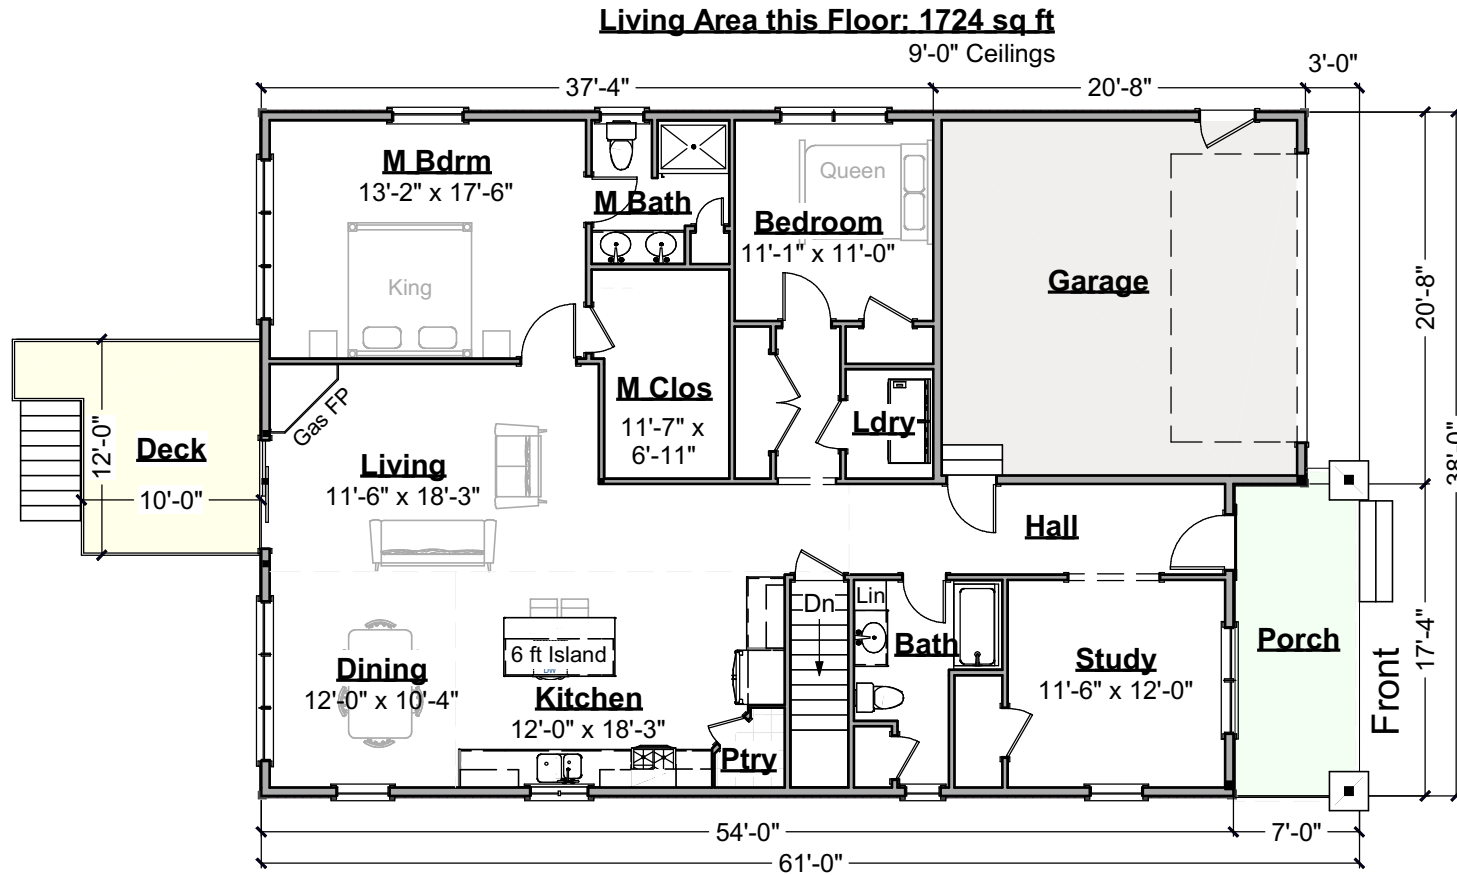 Living Area this Floor: 1724 sq ft
9'-0" Ceilings
3'-0"
37'-4"
20'-8"
M Bdrm
13'-2" x 17'-6"
King
M Bath
Queen
Bedroom
11'-1" x 11'-0"
Garage
20'-8"
38'-0"
Gas FP
M Clos
11'-7" x
6'-11"
Ldry
Deck
12'-0"
10'-0"
Living
11'-6" x 18'-3"
Hall
Dn
Lin
Bath
6 ft Island
DW
Dining
12'-0" x 10'-4"
Kitchen
12'-0" x 18'-3"
Ptry
Study
11'-6" x 12'-0"
Porch
17'-4"
Front
54'-0"
7'-0"
61'-0"